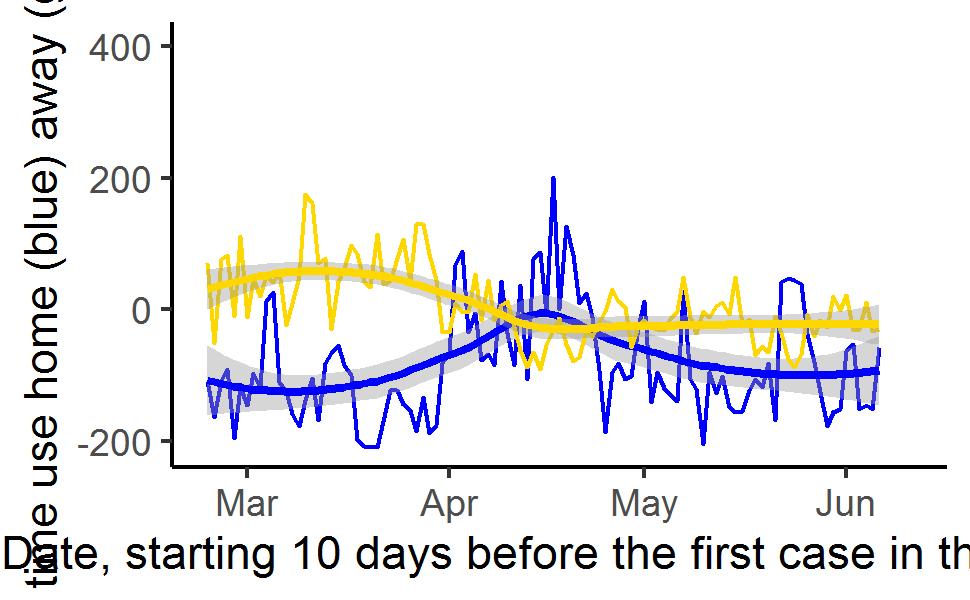 time use home (blue) away (
400
200
0
-200
Mar Apr May Jun
Date, starting 10 days before the first case in th